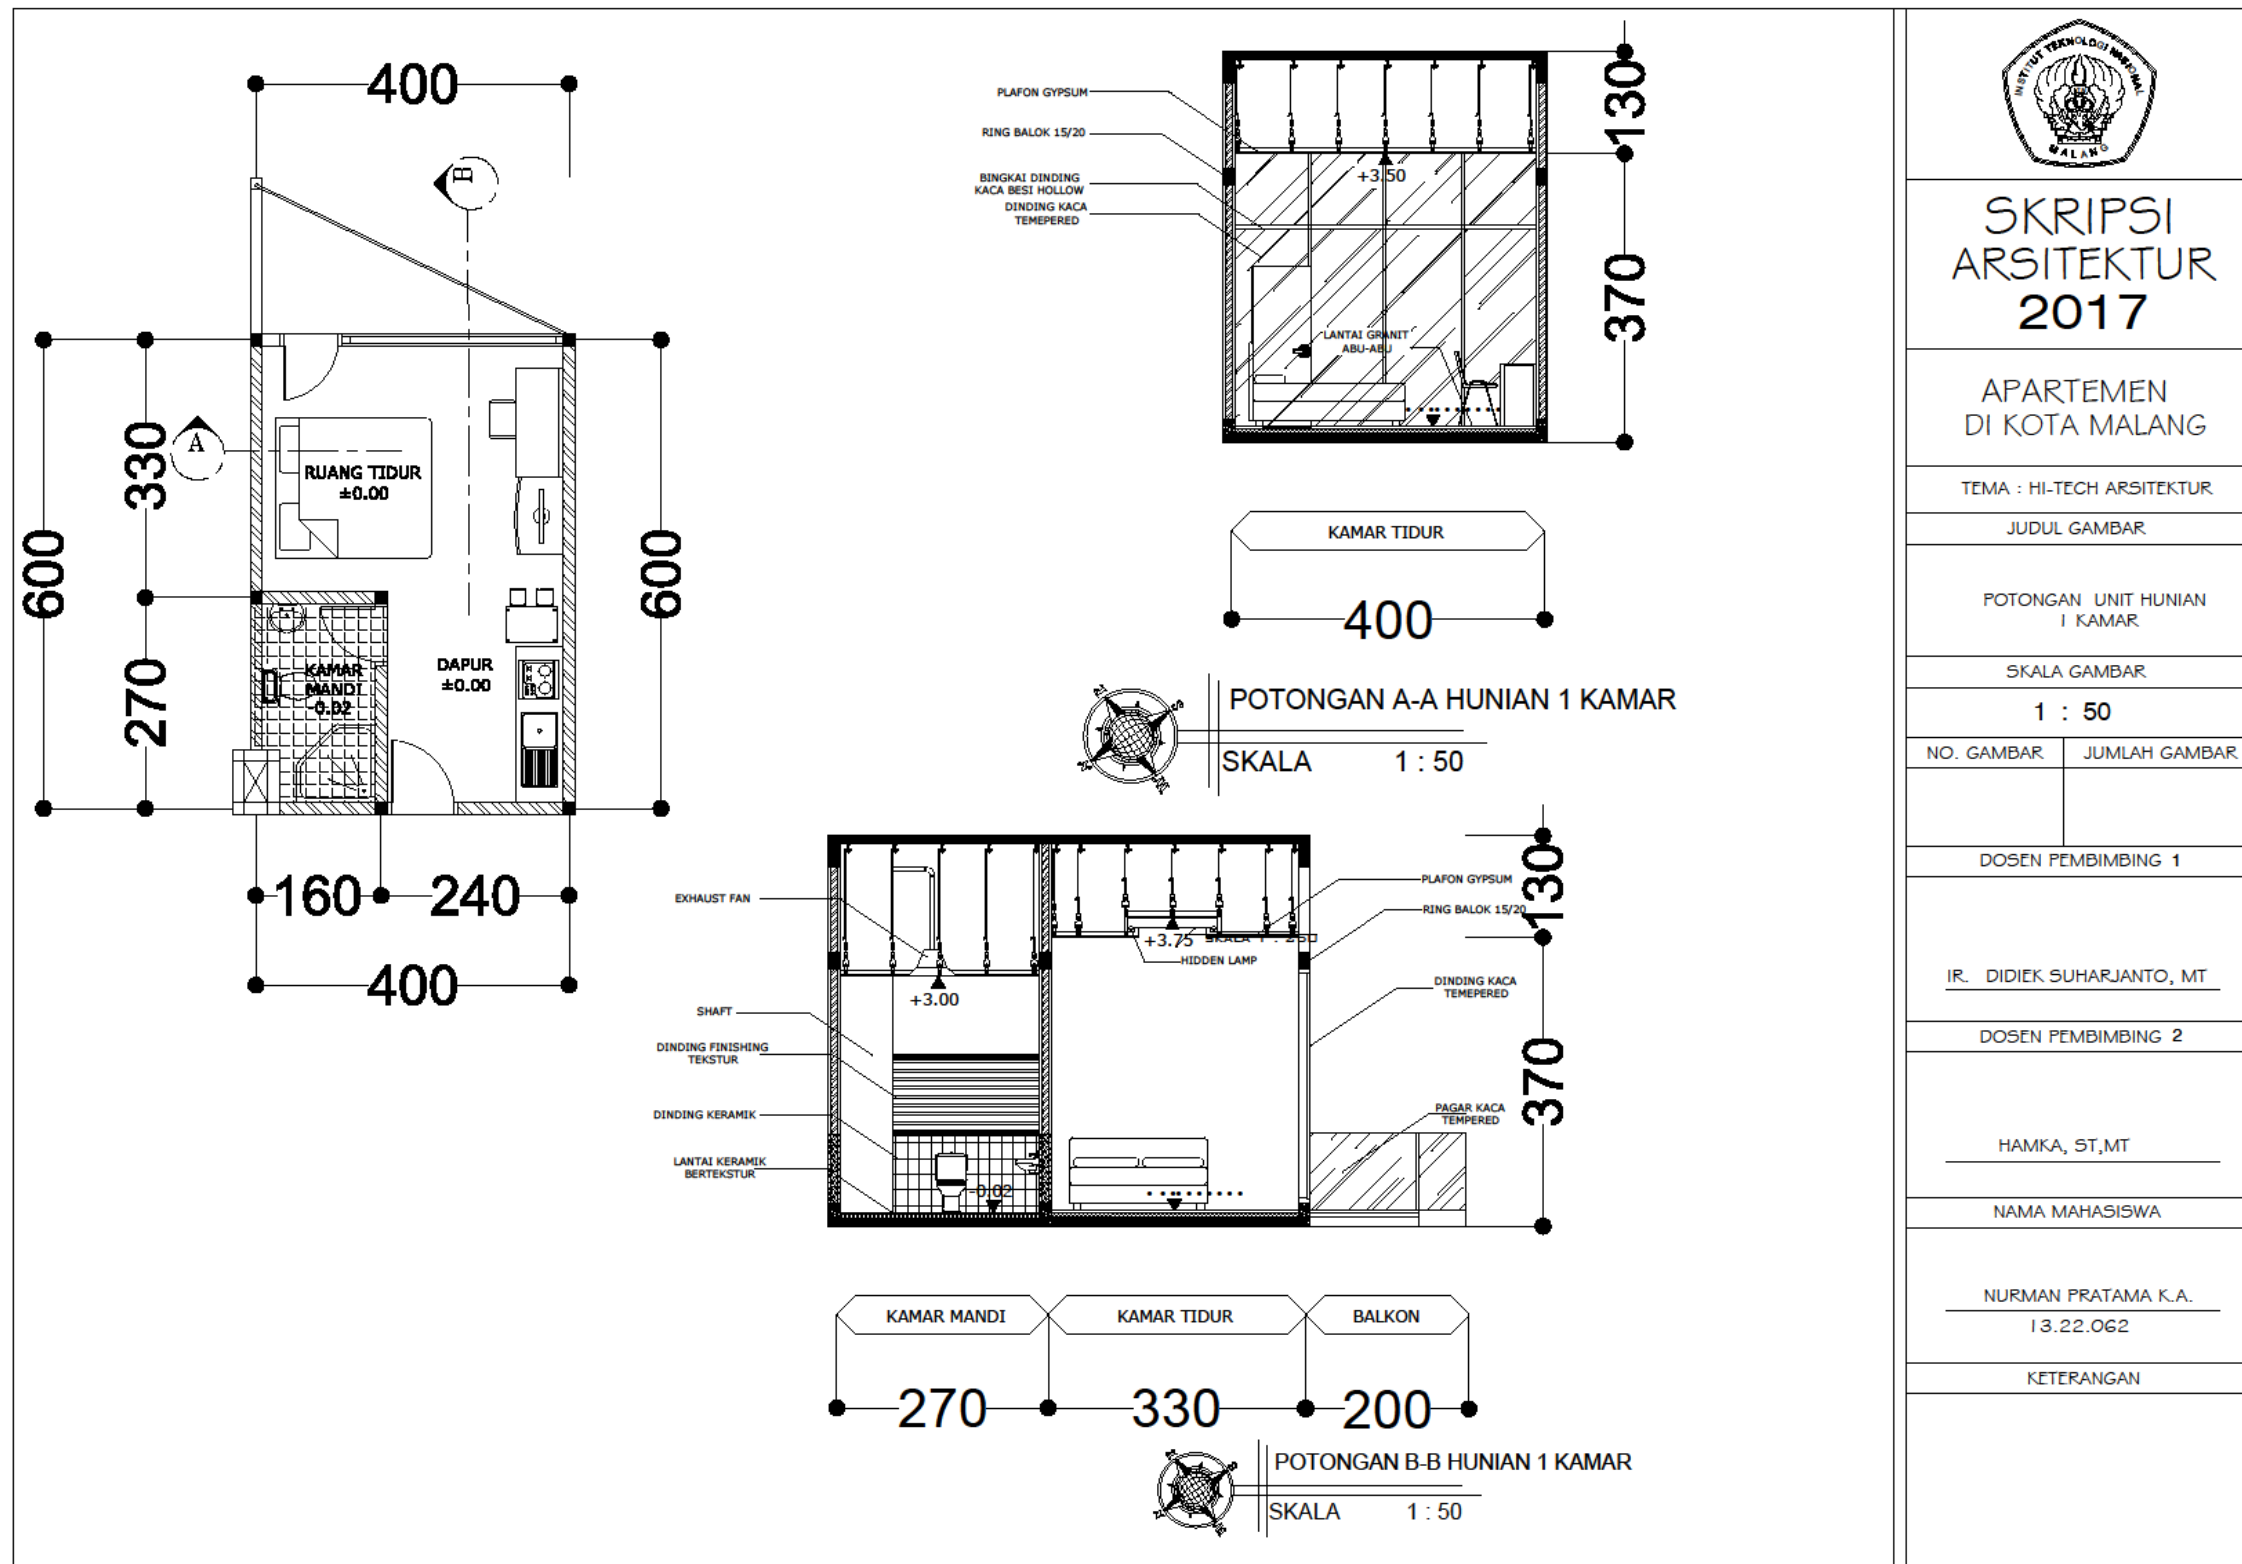 400
B
A
RUANG TIDUR
±0.00
330
600
600
270
KAMAR
MANDI
-0.02
DAPUR
±0.00
160
240
400
PLAFON GYPSUM
RING BALOK 15/20
BINGKAI DINDING
KACA BESI HOLLOW
DINDING KACA
TEMEPERED
+3.50
LANTAI GRANIT
ABU-ABU
130
370
KAMAR TIDUR
400
POTONGAN A-A HUNIAN 1 KAMAR
SKALA 1 : 50
EXHAUST FAN
SHAFT
DINDING FINISHING
TEKSTUR
DINDING KERAMIK
LANTAI KERAMIK
BERTEKSTUR
+3.00
-0.02
+3.75
SKALA 1 : 250
HIDDEN LAMP
PLAFON GYPSUM
RING BALOK 15/20
DINDING KACA
TEMEPERED
PAGAR KACA
TEMPERED
130
370
KAMAR MANDI
KAMAR TIDUR
BALKON
270
330
200
POTONGAN B-B HUNIAN 1 KAMAR
SKALA 1 : 50
INSTITUT TEKNOLOGI NASIONAL
MALANG
SKRIPSI
ARSITEKTUR
2017
APARTEMEN
DI KOTA MALANG
TEMA : HI-TECH ARSITEKTUR
JUDUL GAMBAR
POTONGAN UNIT HUNIAN
1 KAMAR
SKALA GAMBAR
1 : 50
NO. GAMBAR
JUMLAH GAMBAR
DOSEN PEMBIMBING 1
IR. DIDIEK SUHARJANTO, MT
DOSEN PEMBIMBING 2
HAMKA, ST,MT
NAMA MAHASISWA
NURMAN PRATAMA K.A.
13.22.062
KETERANGAN